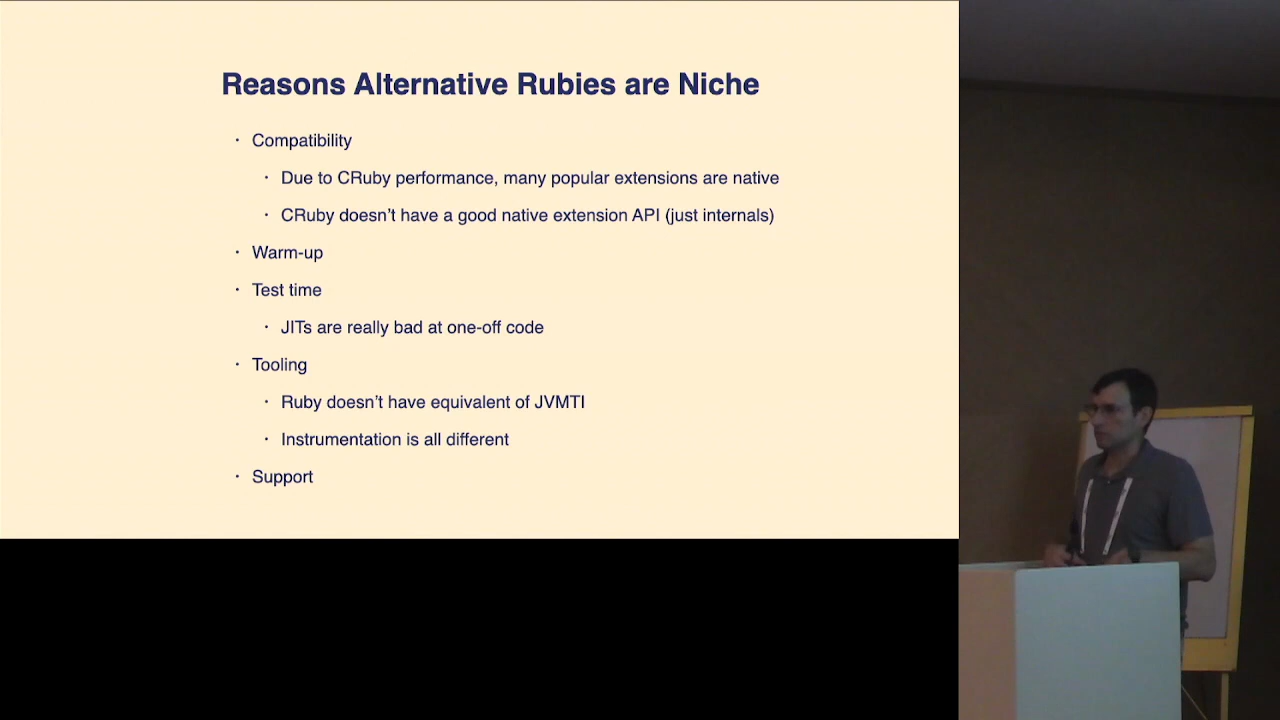 Reasons Alternative Rubies are Niche
· Compatibility
· Due to CRuby performance, many popular extensions are native
· CRuby doesn't have a good native extension API (just internals)
· Warm-up
· Test time
· JITs are really bad at one-off code
· Tooling
· Ruby doesn't have equivalent of JVMTI
· Instrumentation is all different
· Support